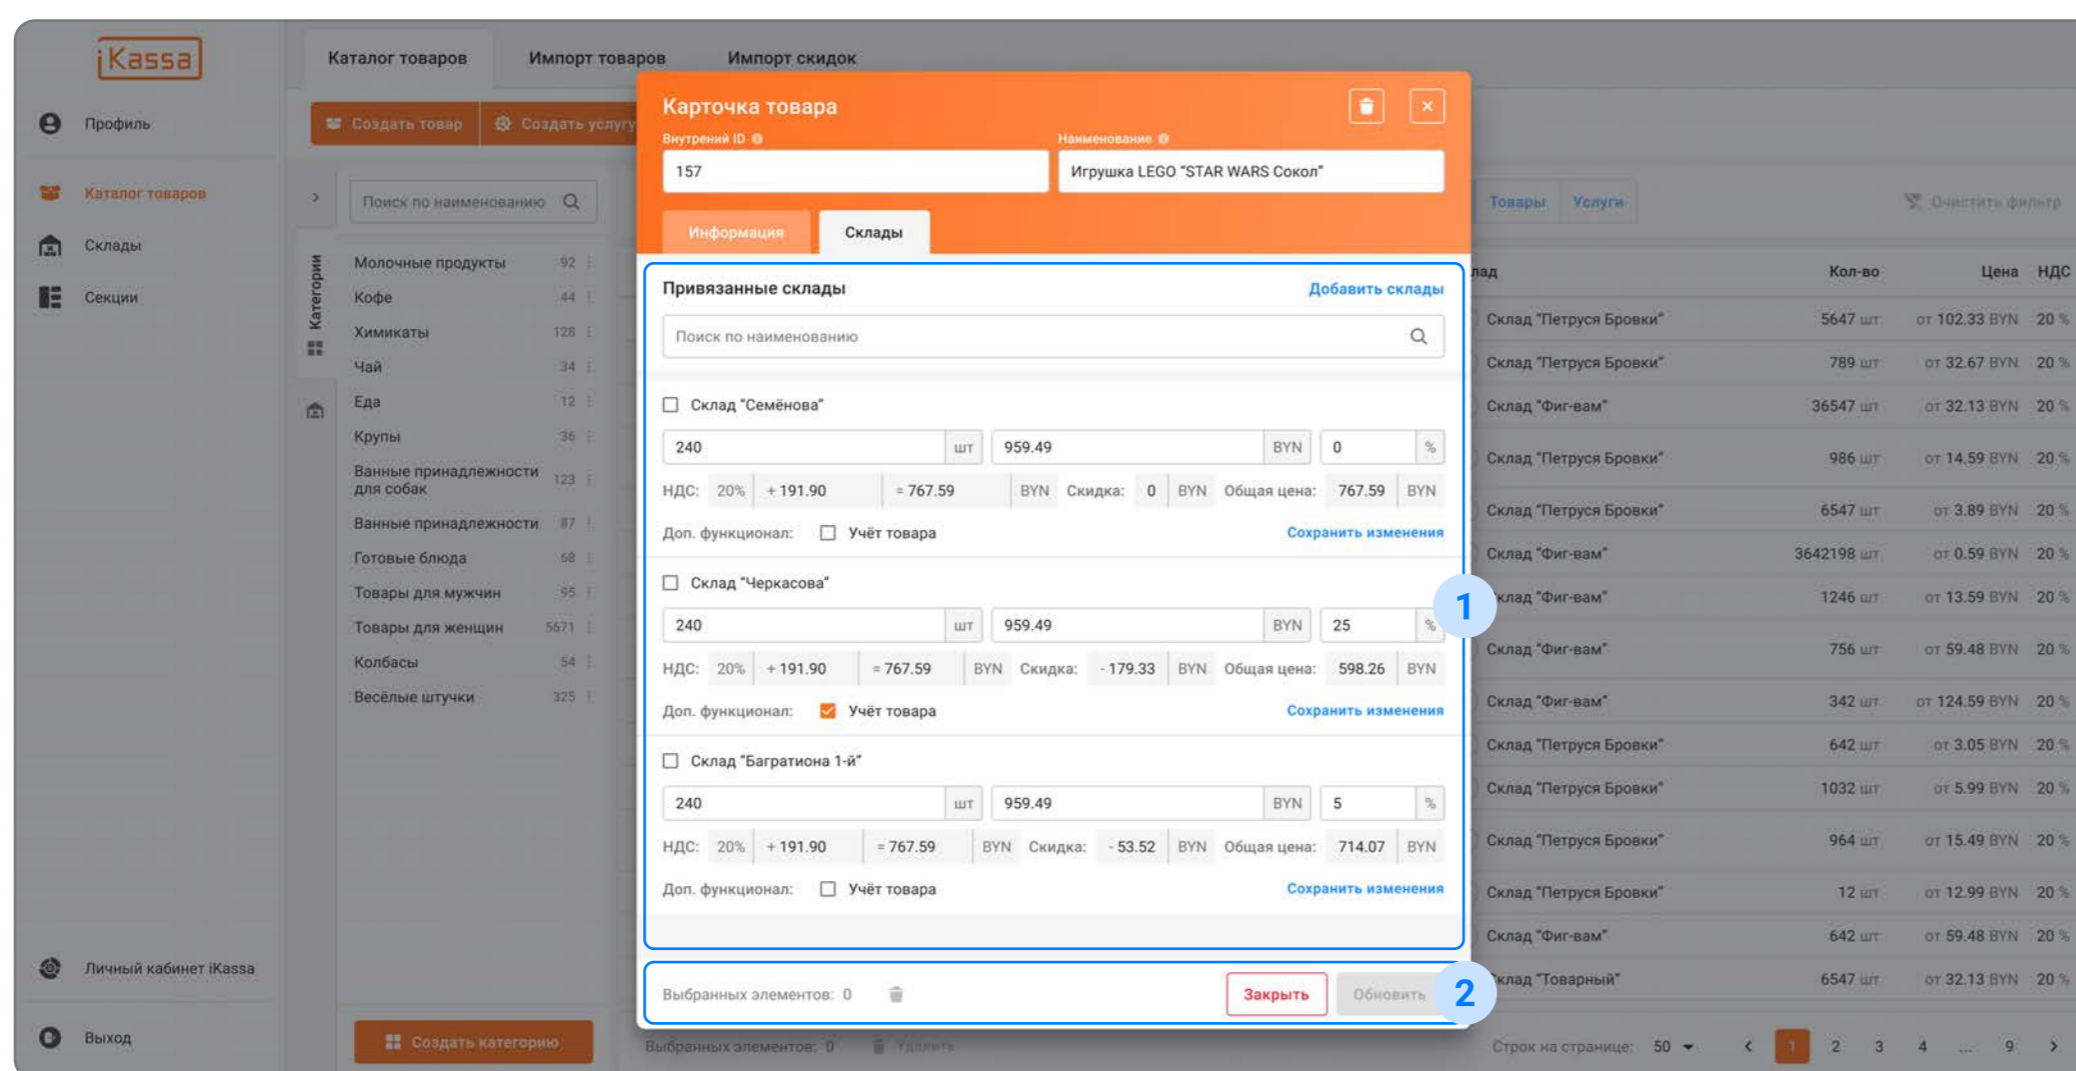 iKassa
Профиль
Каталог товаров
Склады
Секции
Личный кабинет iKassa
Выход
Каталог товаров
Импорт товаров
Импорт скидок
Создать товар
Создать услугу
Поиск по наименованию
Категории
Молочные продукты 92
Кофе 44
Химикаты 128
Чай 34
Еда 12
Крупы 36
Ванные принадлежности
для собак 123
Ванные принадлежности 87
Готовые блюда 68
Товары для мужчин 95
Товары для женщин 5671
Колбасы 54
Весёлые штучки 325
Создать категорию
Карточка товара
Внутрений ID
Наименование
157
Игрушка LEGO "STAR WARS Сокол"
Информация
Склады
Привязанные склады
Добавить склады
Поиск по наименованию
Склад "Семёнова"
240 шт 959.49 BYN 0 %
НДС: 20% + 191.90 = 767.59 BYN Скидка: 0 BYN Общая цена: 767.59 BYN
Доп. функционал: Учёт товара Сохранить изменения
Склад "Черкасова"
240 шт 959.49 BYN 25 %
НДС: 20% + 191.90 = 767.59 BYN Скидка: - 179.33 BYN Общая цена: 598.26 BYN
Доп. функционал: Учёт товара Сохранить изменения
Склад "Багратиона 1-й"
240 шт 959.49 BYN 5 %
НДС: 20% + 191.90 = 767.59 BYN Скидка: - 53.52 BYN Общая цена: 714.07 BYN
Доп. функционал: Учёт товара Сохранить изменения
1
Выбранных элементов: 0
Закрыть
Обновить
2
Товары
Услуги
Очистить фильтр
лад Кол-во Цена НДС
Склад "Петруся Бровки" 5647 шт от 102.33 BYN 20 %
Склад "Петруся Бровки" 789 шт от 32.67 BYN 20 %
Склад "Фиг-вам" 36547 шт от 32.13 BYN 20 %
Склад "Петруся Бровки" 986 шт от 14.59 BYN 20 %
Склад "Петруся Бровки" 6547 шт от 3.89 BYN 20 %
Склад "Фиг-вам" 3642198 шт от 0.59 BYN 20 %
клад "Фиг-вам" 1246 шт от 13.59 BYN 20 %
Склад "Фиг-вам" 756 шт от 59.48 BYN 20 %
Склад "Фиг-вам" 342 шт от 124.59 BYN 20 %
Склад "Петруся Бровки" 642 шт от 3.05 BYN 20 %
Склад "Петруся Бровки" 1032 шт от 5.99 BYN 20 %
Склад "Петруся Бровки" 964 шт от 15.49 BYN 20 %
Склад "Петруся Бровки" 12 шт от 12.99 BYN 20 %
Склад "Фиг-вам" 642 шт от 59.48 BYN 20 %
клад "Товарный" 6547 шт от 32.13 BYN 20 %
Выбранных элементов: 0 Удалить
Строк на странице: 50
1 2 3 4 ... 9